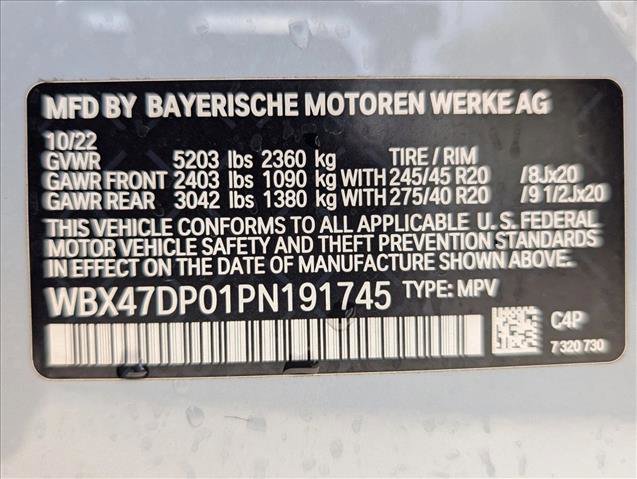 MFD BY BAYERISCHE MOTOREN WERKE AG
10/22
GVWR 5203 lbs 2360 kg TIRE / RIM
GAWR FRONT 2403 lbs 1090 kg WITH 245/45 R20 /8Jx20
GAWR REAR 3042 lbs 1380 kg WITH 275/40 R20 /9 1/2Jx20
THIS VEHICLE CONFORMS TO ALL APPLICABLE U.S. FEDERAL
MOTOR VEHICLE SAFETY AND THEFT PREVENTION STANDARDS
IN EFFECT ON THE DATE OF MANUFACTURE SHOWN ABOVE.
WBX47DP01PN191745 TYPE: MPV
C4P
7 320 730